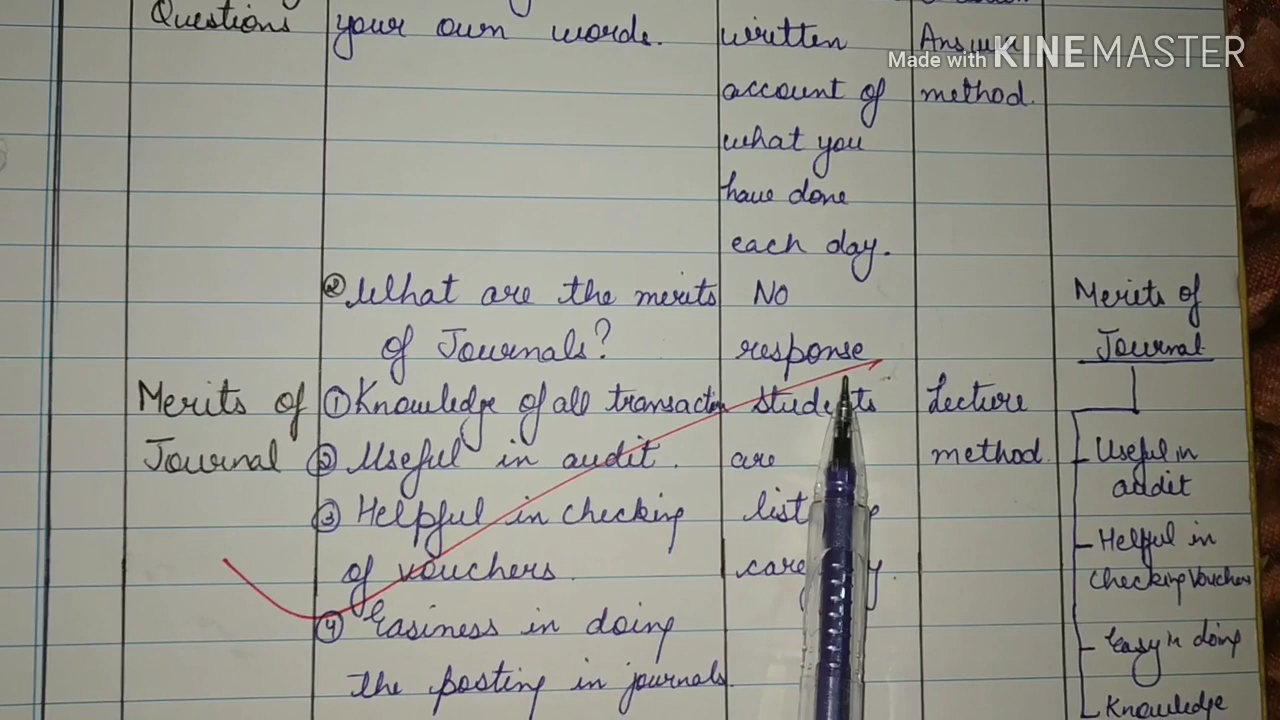 Questions
your own words.
written
account of
what you
have done
each day.
Answer
method.
Made with KINEMASTER
② What are the merits
of Journals?
No
response
Merits of
Journal
Merits of
Journal
① Knowledge of all transaction
② Useful in audit.
③ Helpful in checking
of vouchers.
④ Easiness in doing
the posting in journals.
students
are
Lecture
method.
Useful in
audit
Helpful in
checking Vouchers
easy in doing
Knowledge